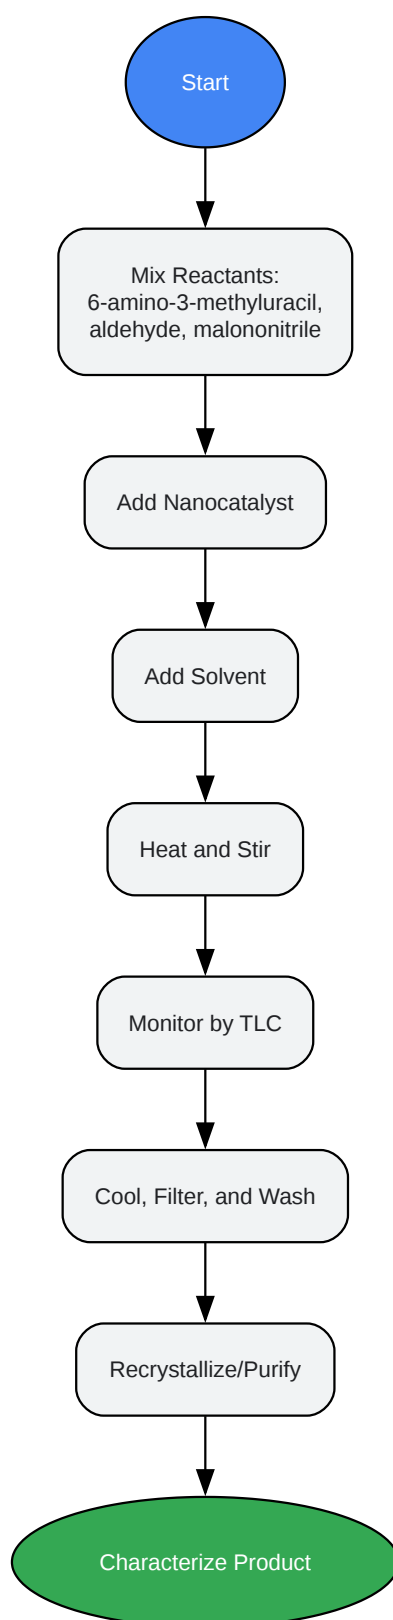 Start
Mix Reactants:
6-amino-3-methyluracil,
aldehyde, malononitrile
Add Nanocatalyst
Add Solvent
Heat and Stir
Monitor by TLC
Cool, Filter, and Wash
Recrystallize/Purify
Characterize Product